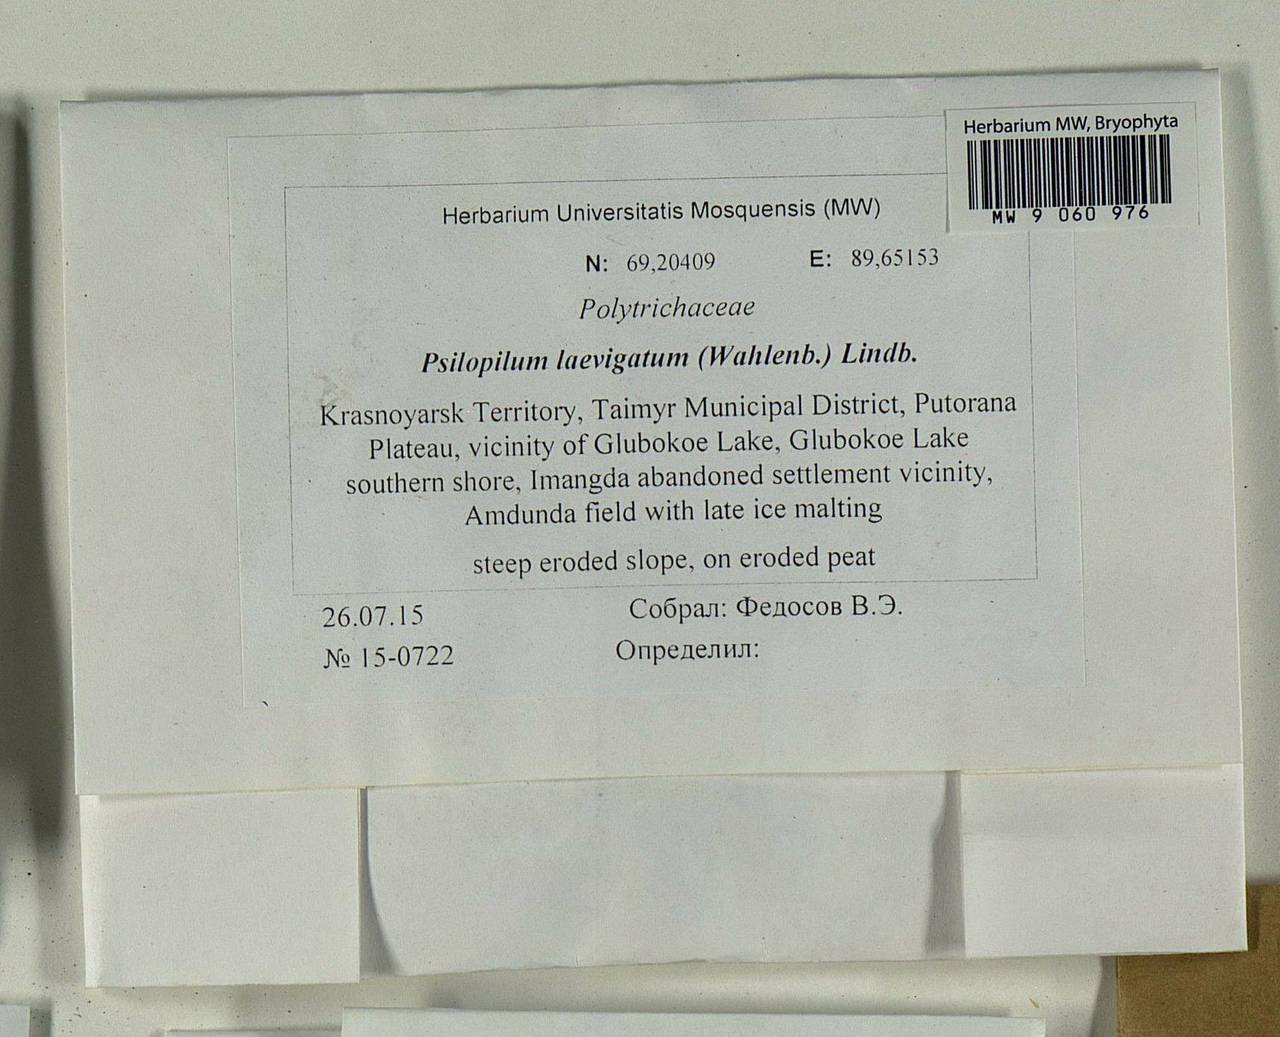 Herbarium MW, Bryophyta
MW 9 060 976
Herbarium Universitatis Mosquensis (MW)
N: 69,20409 E: 89,65153
Polytrichaceae
Psilopilum laevigatum (Wahlenb.) Lindb.
Krasnoyarsk Territory, Taimyr Municipal District, Putorana
Plateau, vicinity of Glubokoe Lake, Glubokoe Lake
southern shore, Imangda abandoned settlement vicinity,
Amdunda field with late ice malting
steep eroded slope, on eroded peat
26.07.15 Собрал: Федосов В.Э.
№ 15-0722 Определил: